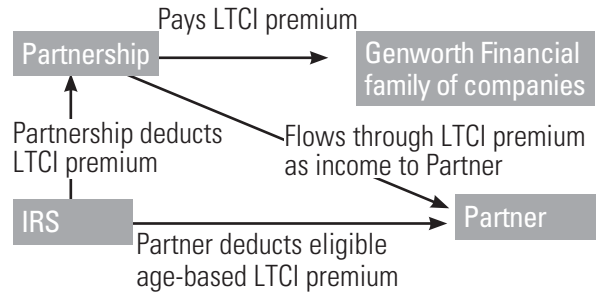 Pays LTCI premium
Partnership
Genworth Financial
family of companies
Partnership deducts
LTCI premium
Flows through LTCI premium
as income to Partner
IRS
Partner
Partner deducts eligible
age-based LTCI premium